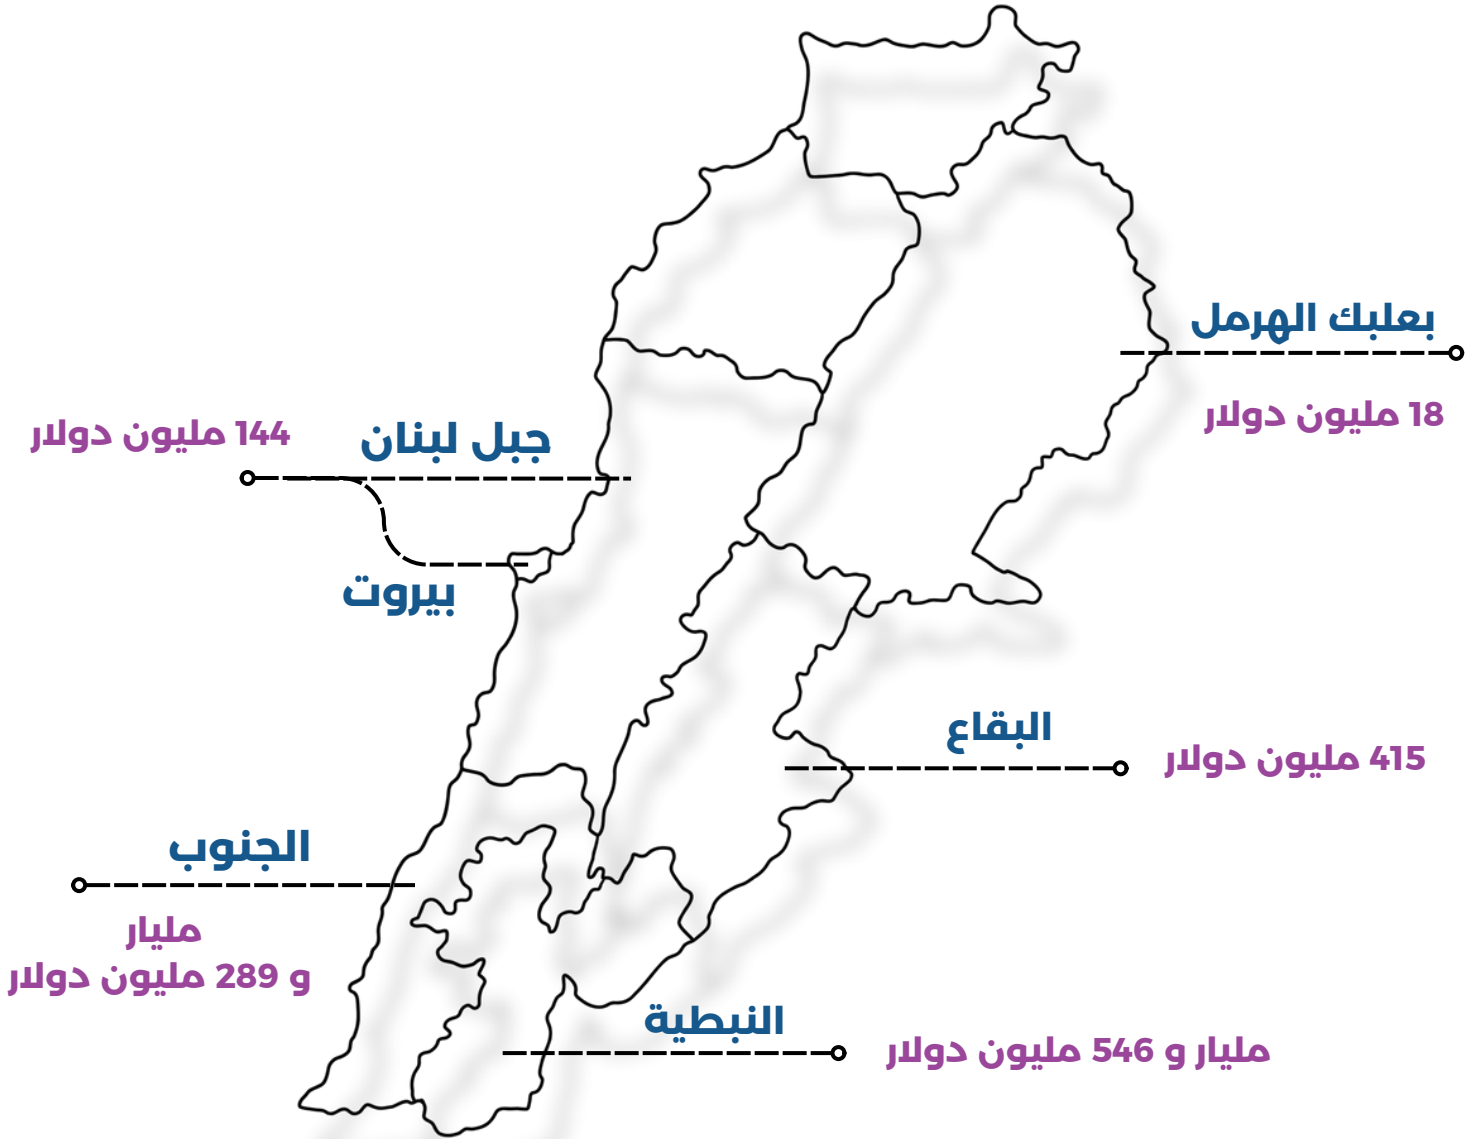 بعلبك الهرمل
18 مليون دولار
جبل لبنان
144 مليون دولار
بيروت
البقاع
415 مليون دولار
الجنوب
مليار
و 289 مليون دولار
النبطية
مليار و 546 مليون دولار